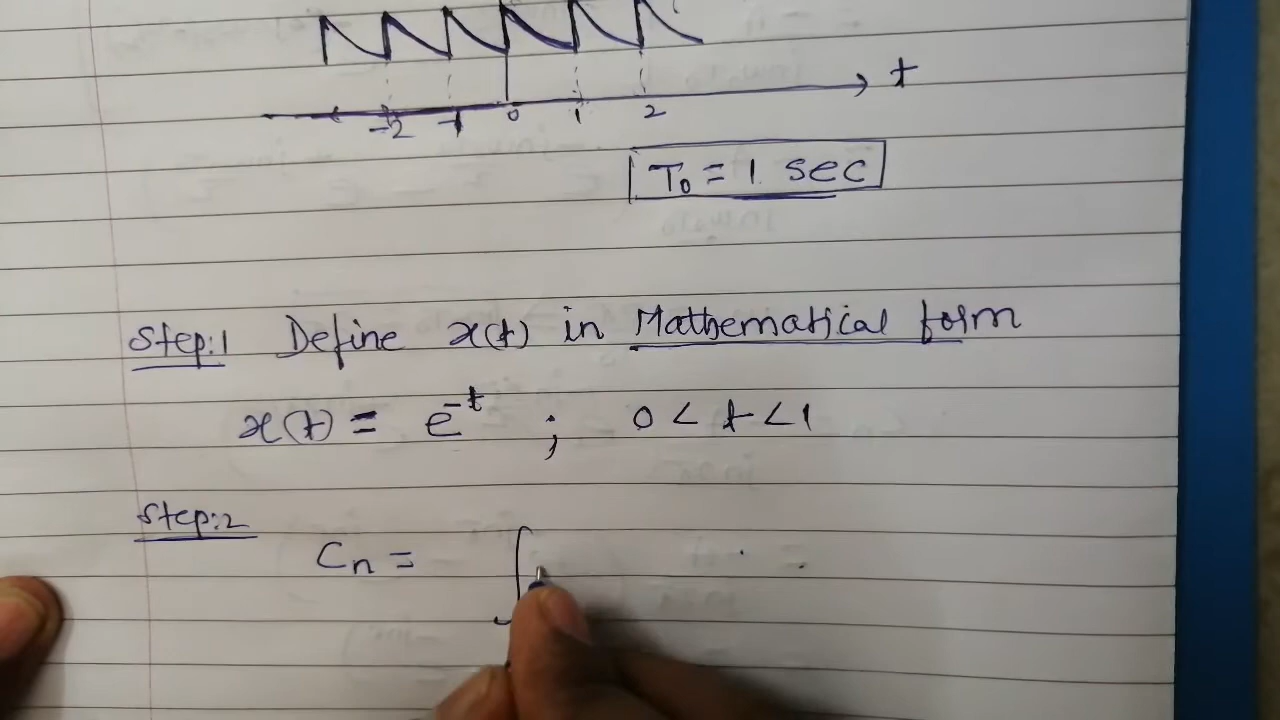 t
-2 -1 0 1 2
T₀ = 1 sec
Step:1 Define x(t) in Mathematical form
x(t) = e^-t ; 0 < t < 1
Step:2
Cn = ∫